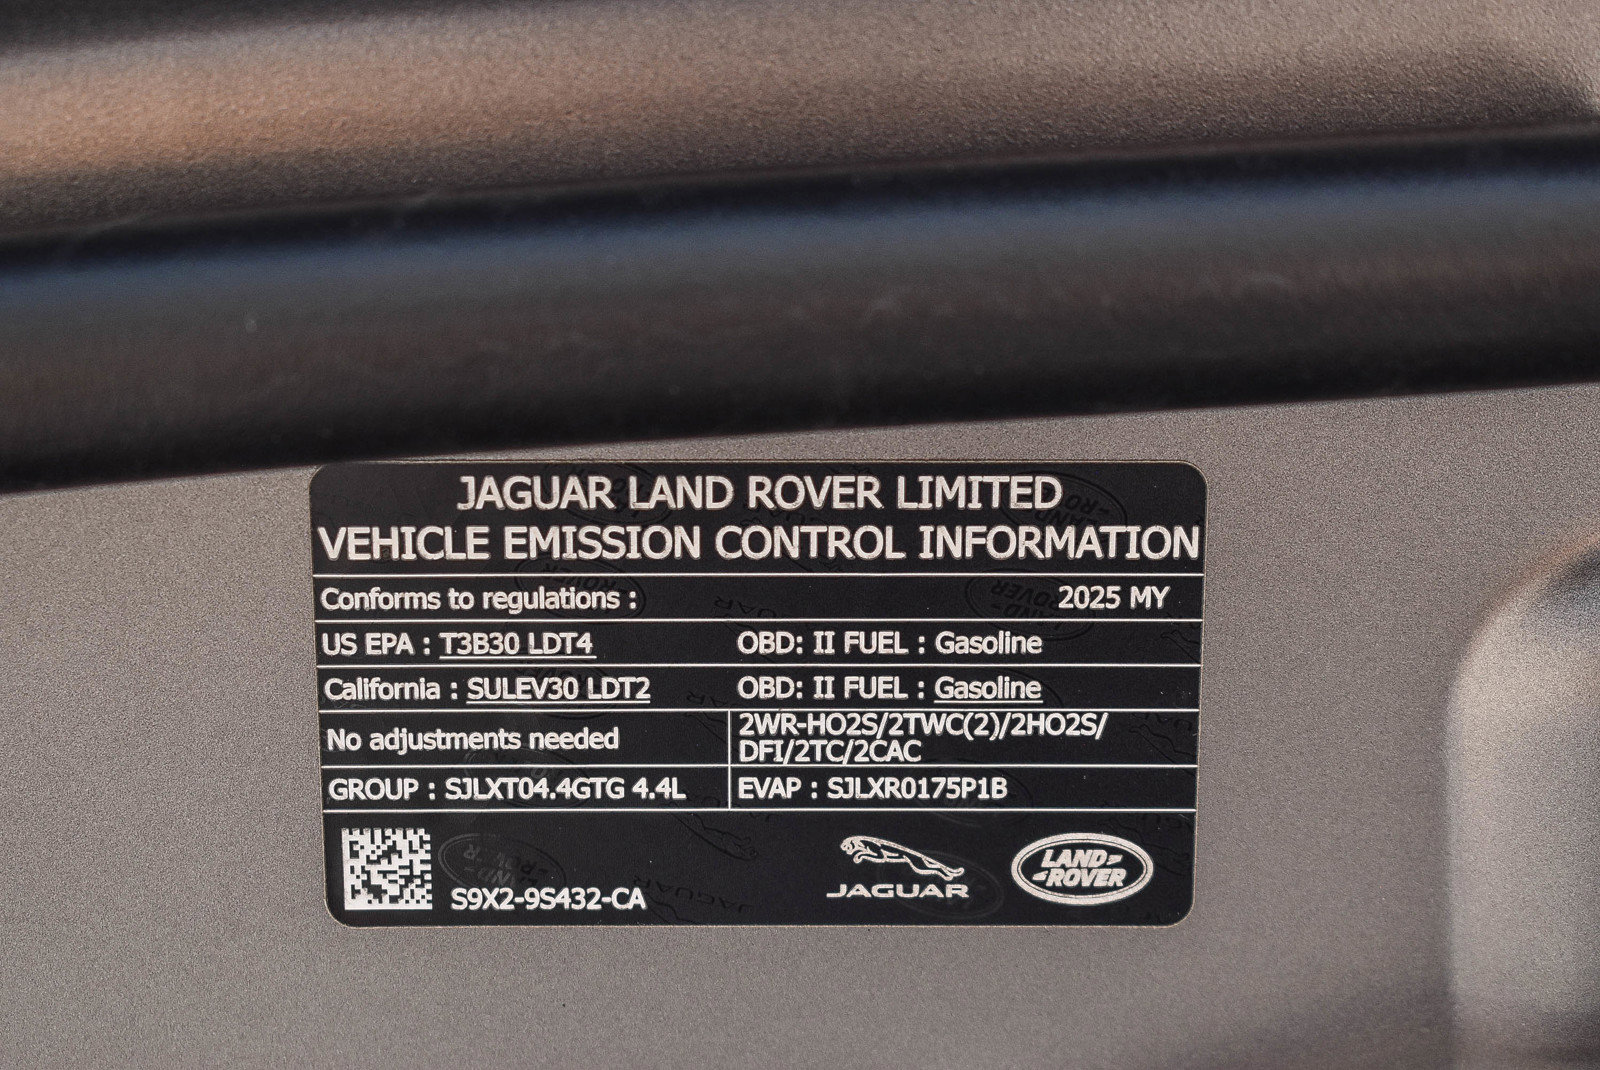 JAGUAR LAND ROVER LIMITED
VEHICLE EMISSION CONTROL INFORMATION
Conforms to regulations : 2025 MY
US EPA : T3B30 LDT4 OBD: II FUEL : Gasoline
California : SULEV30 LDT2 OBD: II FUEL : Gasoline
No adjustments needed
2WR-HO2S/2TWC(2)/2HO2S/
DFI/2TC/2CAC
GROUP : SJLXT04.4GTG 4.4L EVAP : SJLXR0175P1B
S9X2-9S432-CA
JAGUAR
LAND-
-ROVER